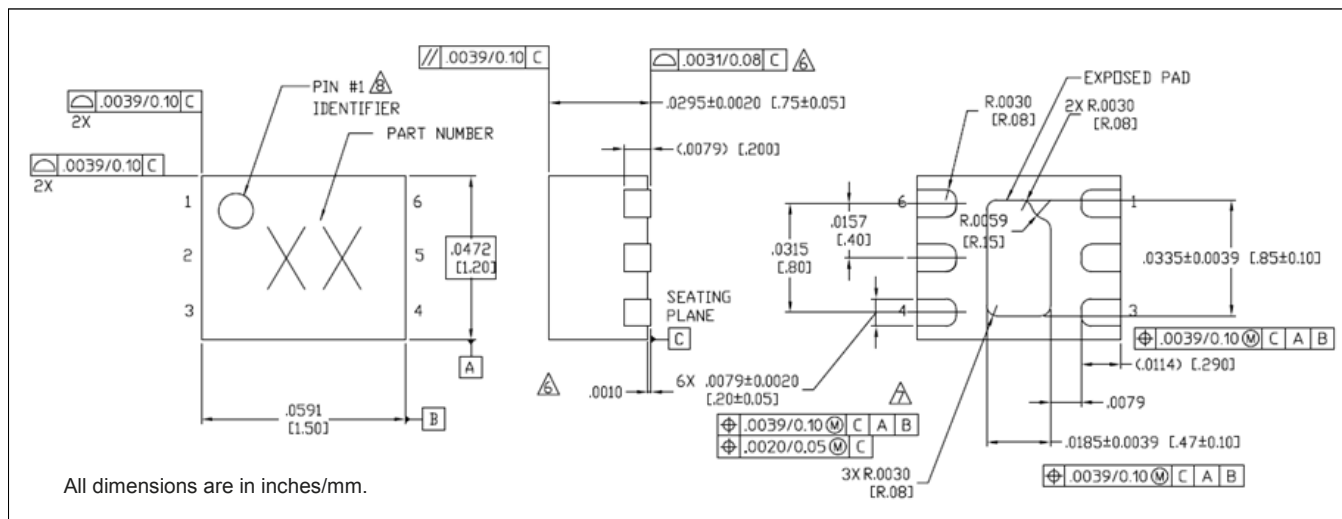 // .0039/0.10 C
⌓ .0031/0.08 C 6
PIN #1 8
IDENTIFIER
⌓ .0039/0.10 C
2X
PART NUMBER
⌓ .0039/0.10 C
2X
1
2
3
6
5
4
XX
.0472
[1.20]
A
.0591
[1.50]
B
.0295±0.0020 [.75±0.05]
(.0079) [.200]
SEATING
PLANE
C
6
.0010
EXPOSED PAD
R.0030
[R.08]
2X R.0030
[R.08]
6
1
.0157
[.40]
R.0059
[R.15]
.0315
[.80]
.0335±0.0039 [.85±0.10]
4
3
⌖ .0039/0.10 Ⓜ C A B
(.0114) [.290]
6X .0079±0.0020
[.20±0.05]
7
.0079
⌖ .0039/0.10 Ⓜ C A B
⌖ .0020/0.05 Ⓜ C
.0185±0.0039 [.47±0.10]
3X R.0030
[R.08]
⌖ .0039/0.10 Ⓜ C A B
All dimensions are in inches/mm.